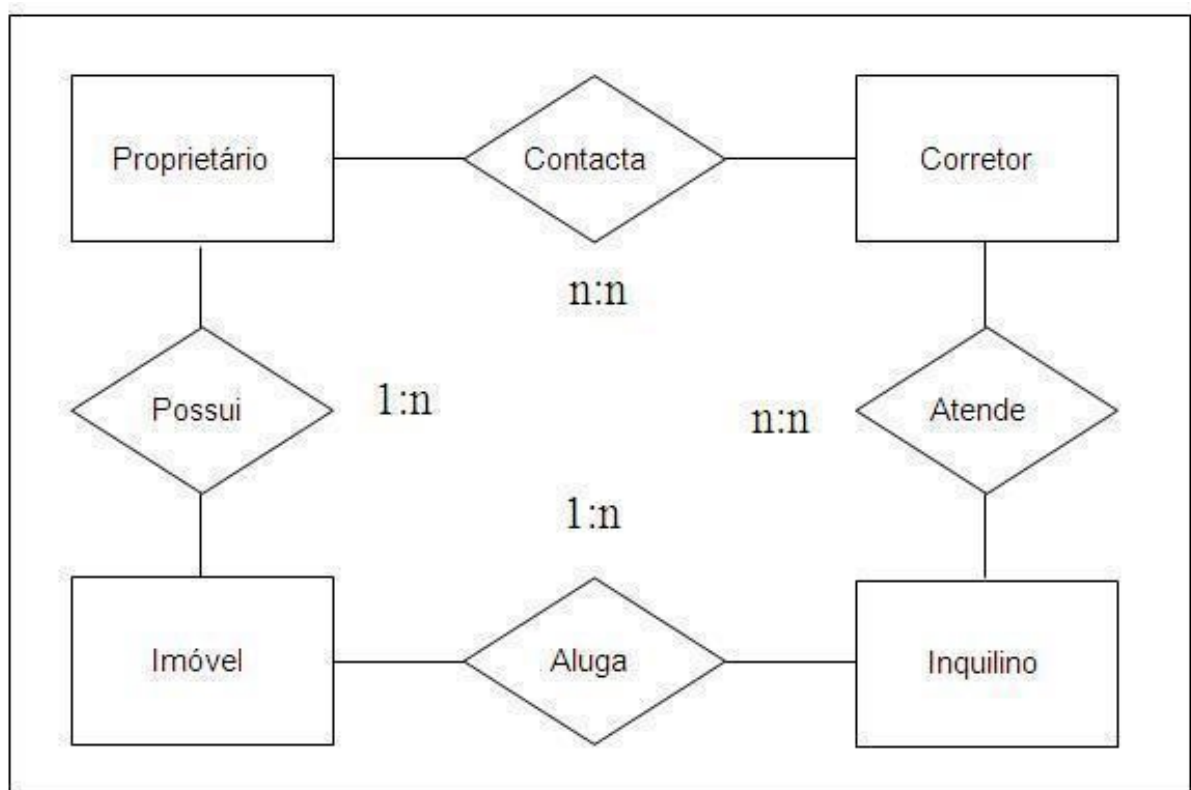 Proprietário
Contacta
Corretor
n:n
Possui
1:n
n:n
Atende
1:n
Imóvel
Aluga
Inquilino